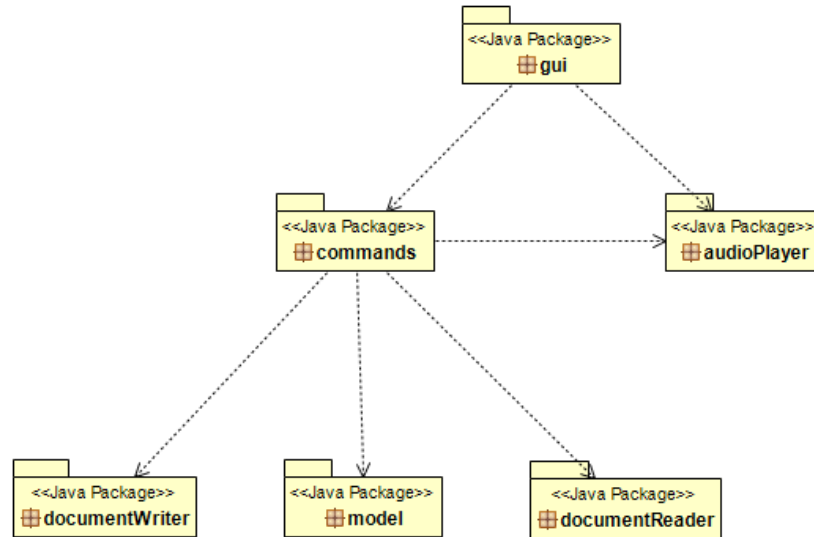 <<Java Package>>
gui
<<Java Package>>
commands
<<Java Package>>
audioPlayer
<<Java Package>>
documentWriter
<<Java Package>>
model
<<Java Package>>
documentReader